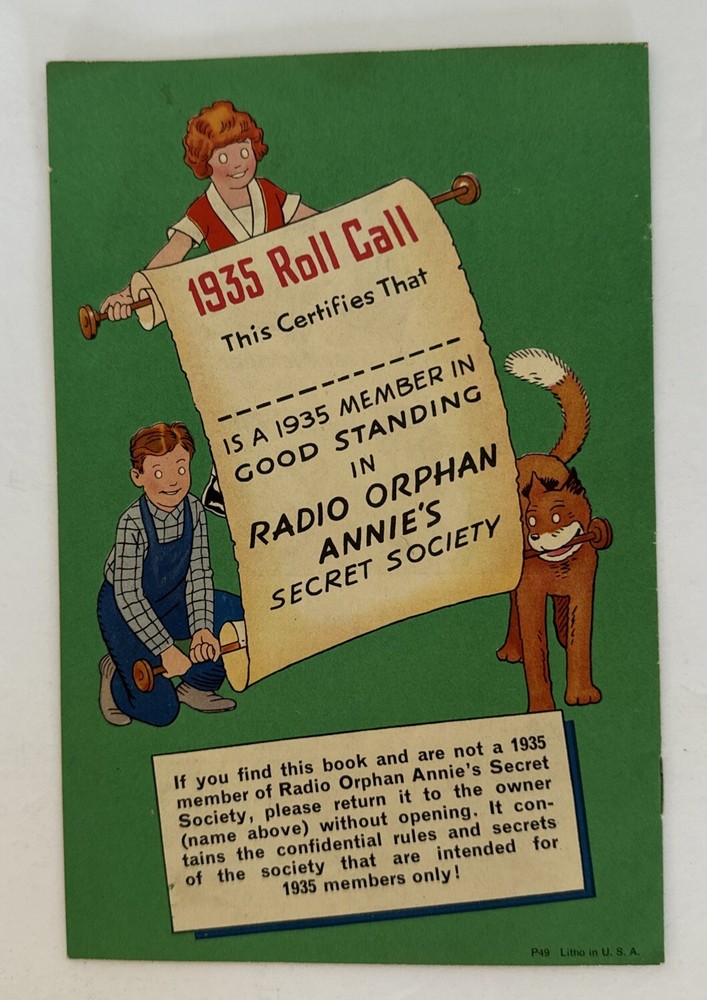 1935 Roll Call
This Certifies That
IS A 1935 MEMBER IN
GOOD STANDING
IN
RADIO ORPHAN
ANNIE'S
SECRET SOCIETY
If you find this book and are not a 1935
member of Radio Orphan Annie's Secret
Society, please return it to the owner
(name above) without opening. It con-
tains the confidential rules and secrets
of the society that are intended for
1935 members only!
P49 Litho in U. S. A.